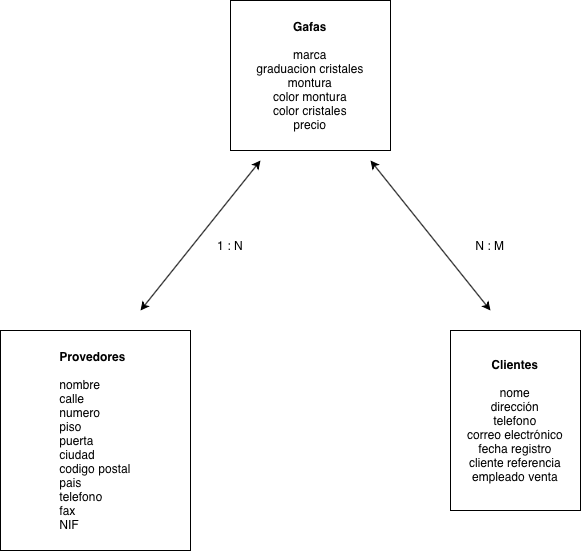 Gafas
marca
graduacion cristales
montura
color montura
color cristales
precio
1 : N
N : M
Provedores
nombre
calle
numero
piso
puerta
ciudad
codigo postal
pais
telefono
fax
NIF
Clientes
nome
dirección
telefono
correo electrónico
fecha registro
cliente referencia
empleado venta